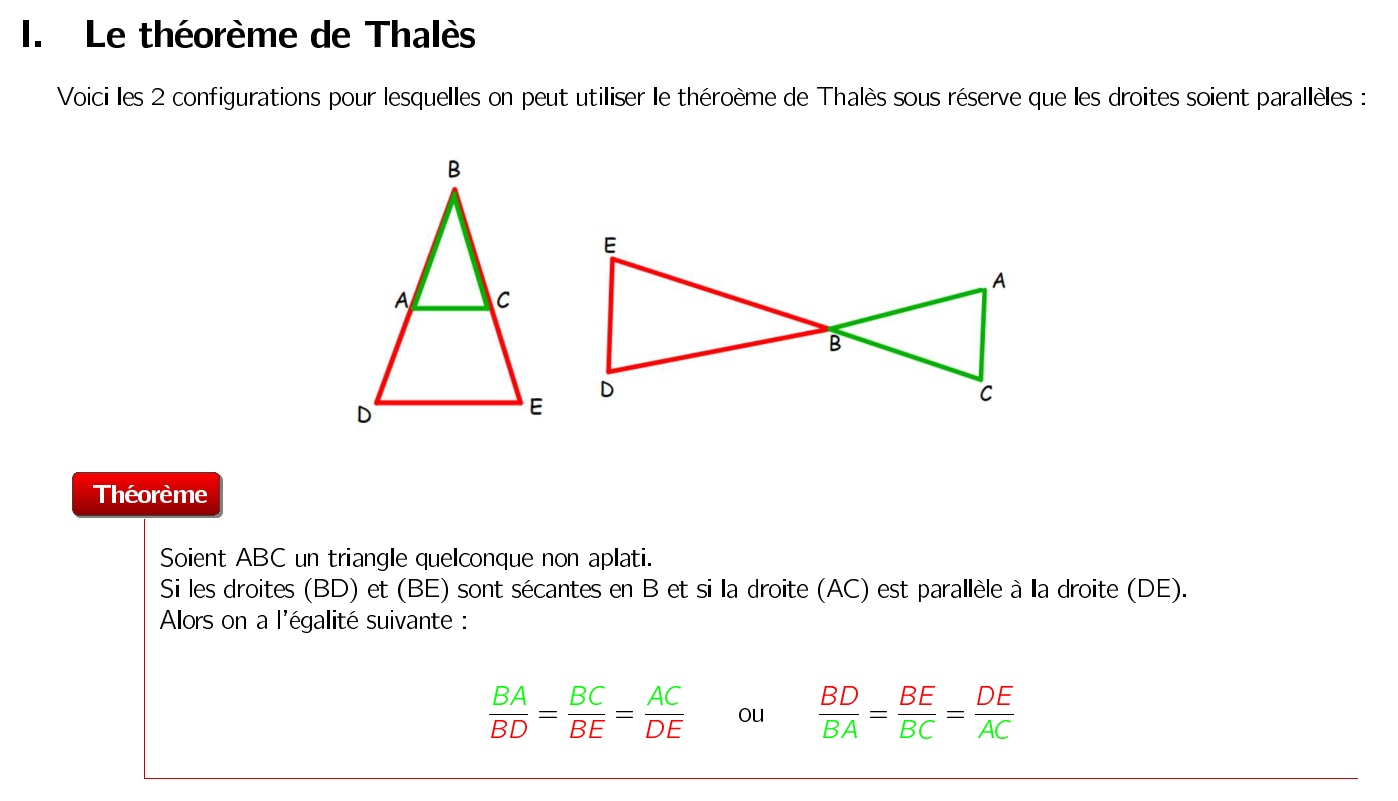 I. Le théorème de Thalès
Voici les 2 configurations pour lesquelles on peut utiliser le théroème de Thalès sous réserve que les droites soient parallèles :
B
A
C
D
E
E
A
B
D
C
Théorème
Soient ABC un triangle quelconque non aplati.
Si les droites (BD) et (BE) sont sécantes en B et si la droite (AC) est parallèle à la droite (DE).
Alors on a l'égalité suivante :
BA/BD = BC/BE = AC/DE ou BD/BA = BE/BC = DE/AC